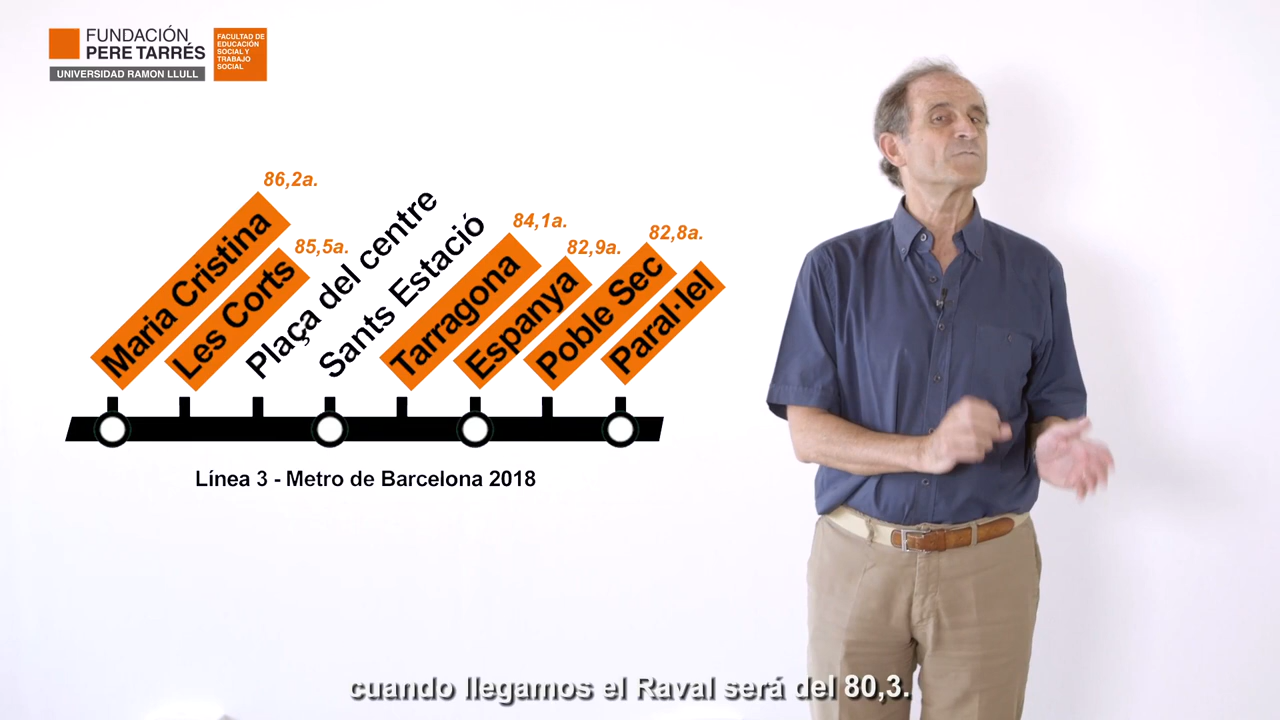 FUNDACIÓN
PERE TARRÉS
UNIVERSIDAD RAMON LLULL
FACULTAD DE
EDUCACIÓN
SOCIAL Y
TRABAJO
SOCIAL
86,2a.
Maria Cristina
85,5a.
Les Corts
Plaça del centre
Sants Estació
84,1a.
Tarragona
82,9a.
Espanya
82,8a.
Poble Sec
Paral·lel
Línea 3 - Metro de Barcelona 2018
cuando llegamos el Raval será del 80,3.